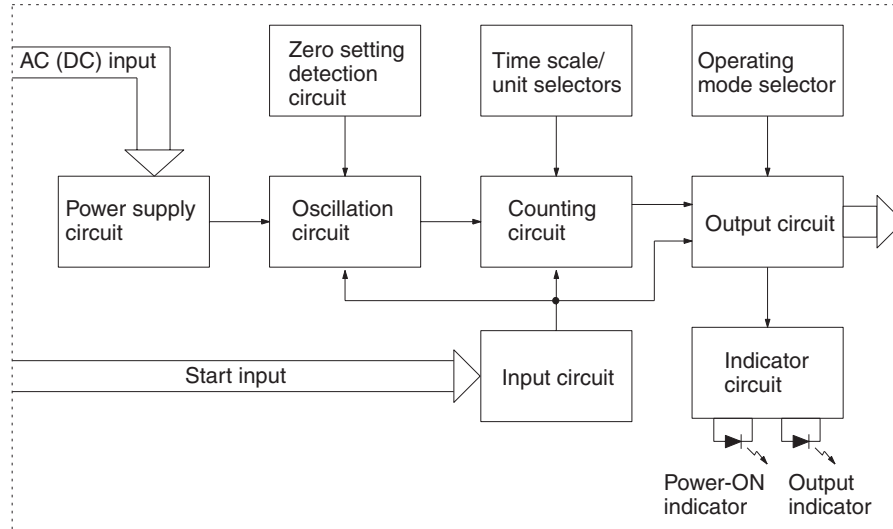 AC (DC) input
Zero setting
detection
circuit
Time scale/
unit selectors
Operating
mode selector
Power supply
circuit
Oscillation
circuit
Counting
circuit
Output circuit
Start input
Input circuit
Indicator
circuit
Power-ON
indicator
Output
indicator